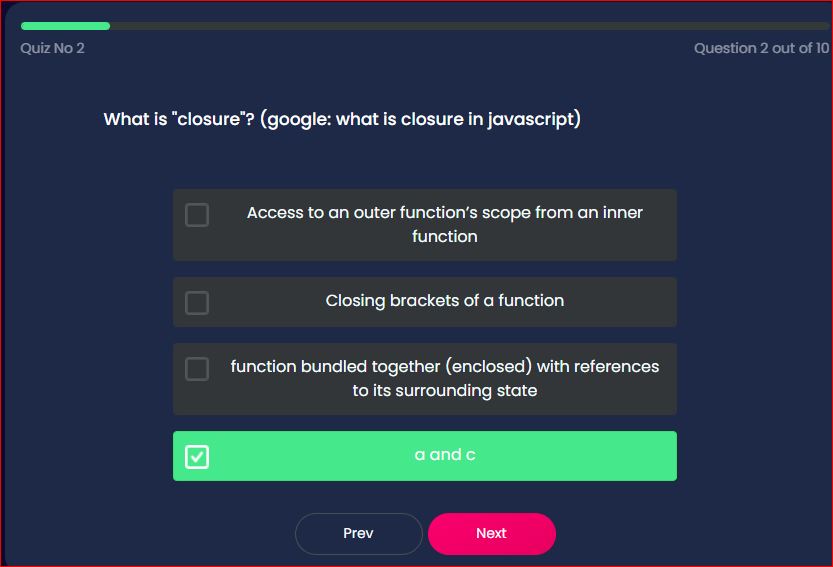 Quiz No 2
Question 2 out of 10
What is "closure"? (google: what is closure in javascript)
Access to an outer function’s scope from an inner
function
Closing brackets of a function
function bundled together (enclosed) with references
to its surrounding state
a and c
Prev
Next